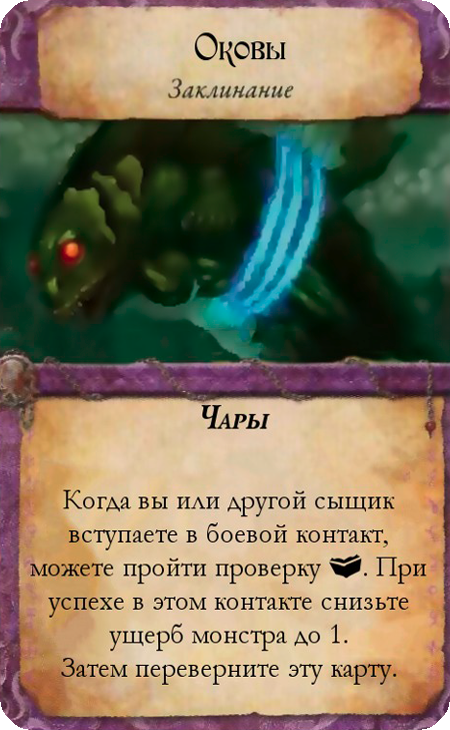 Оковы
Заклинание
Чары
Когда вы или другой сыщик
вступаете в боевой контакт,
можете пройти проверку . При
успехе в этом контакте снизьте
ущерб монстра до 1.
Затем переверните эту карту.